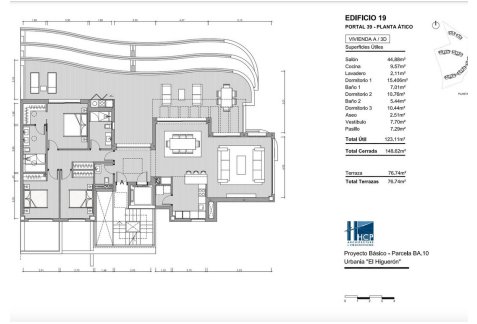 EDIFICIO 19
PORTAL 39 - PLANTA ÁTICO
VIVIENDA A / 3D
Superficies Útiles
Salón 44,88m²
Cocina 9,57m²
Lavadero 2,11m²
Dormitorio 1 15,406m²
Baño 1 7,01m²
Dormitorio 2 10,76m²
Baño 2 5,44m²
Dormitorio 3 10,44m²
Aseo 2,51m²
Vestíbulo 7,70m²
Pasillo 7,29m²
Total Útil 123,11m²
Total Cerrada 148,62m²
Terraza 76,74m²
Total Terrazas 76,74m²
HCP
Proyecto Básico - Parcela BA.10
Urbania "El Higuerón"